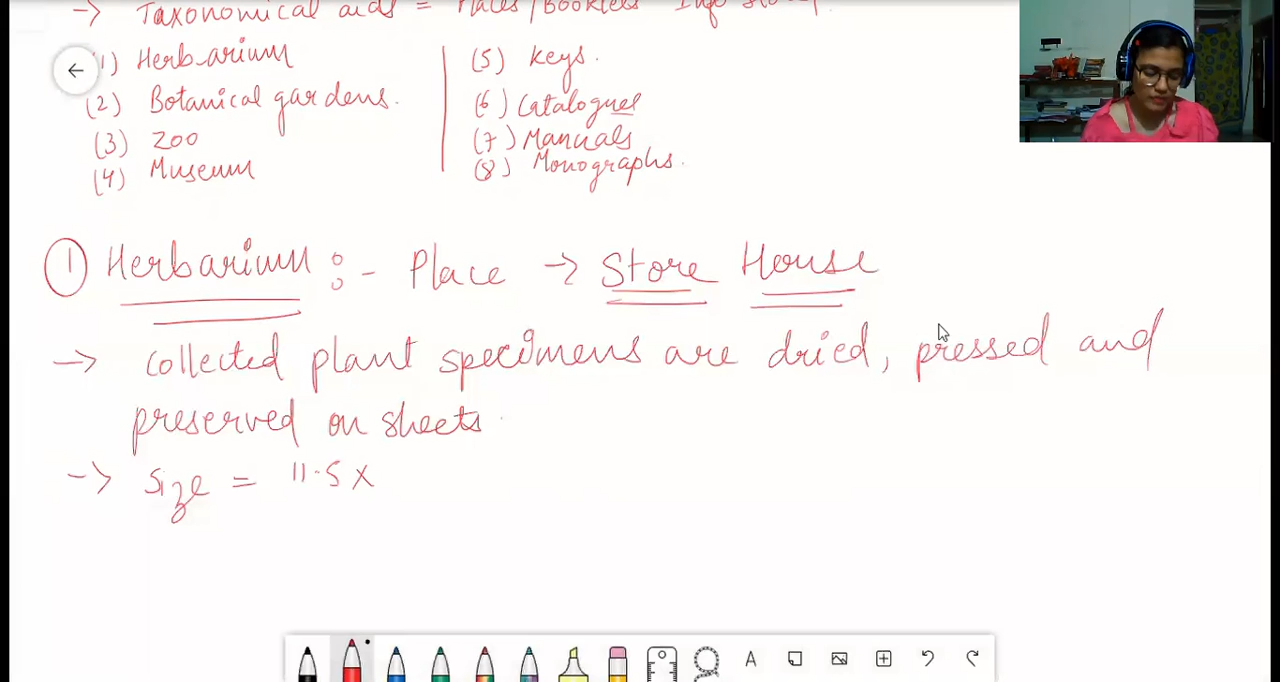 -> Taxonomical aids = Places/Booklets Info
(1) Herbarium
(2) Botanical gardens.
(3) Zoo
(4) Museum
(5) Keys.
(6) Catalogues
(7) Manuals
(8) Monographs.
① Herbarium :- Place -> Store House
-> Collected plant specimens are dried, pressed and
preserved on sheets.
-> Size = 11.5 X
A